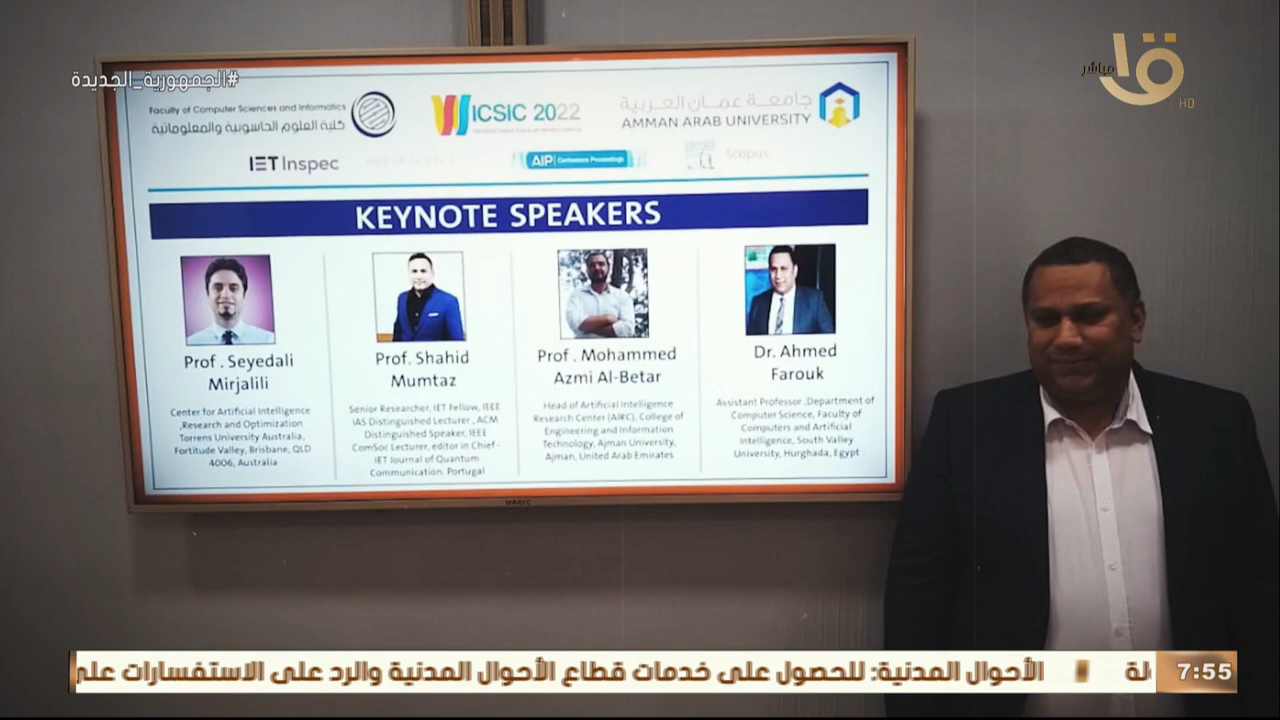 #الجمهورية_الجديدة
مباشر
HD
Faculty of Computer Sciences and Informatics
كلية العلوم الحاسوبية والمعلوماتية
ICSIC 2022
جامعة عمان العربية
AMMAN ARAB UNIVERSITY
IET Inspec
AIP Conference Proceedings
Scopus
KEYNOTE SPEAKERS
Prof . Seyedali
Mirjalili
Center for Artificial Intelligence
,Research and Optimization
Torrens University Australia,
Fortitude Valley, Brisbane, QLD
4006, Australia
Prof. Shahid
Mumtaz
Senior Researcher, IET Fellow, IEEE
IAS Distinguished Lecturer , ACM
Distinguished Speaker, IEEE
ComSoc Lecturer, editor in Chief -
IET Journal of Quantum
Communication. Portugal
Prof . Mohammed
Azmi Al-Betar
Head of Artificial Intelligence
Research Center (AIRC), College of
Engineering and Information
Technology, Ajman University,
Ajman, United Arab Emirates
Dr. Ahmed
Farouk
Assistant Professor ,Department of
Computer Science, Faculty of
Computers and Artificial
Intelligence, South Valley
University, Hurghada, Egypt
MAGIC
الأحوال المدنية: للحصول على خدمات قطاع الأحوال المدنية والرد على الاستفسارات على
7:55